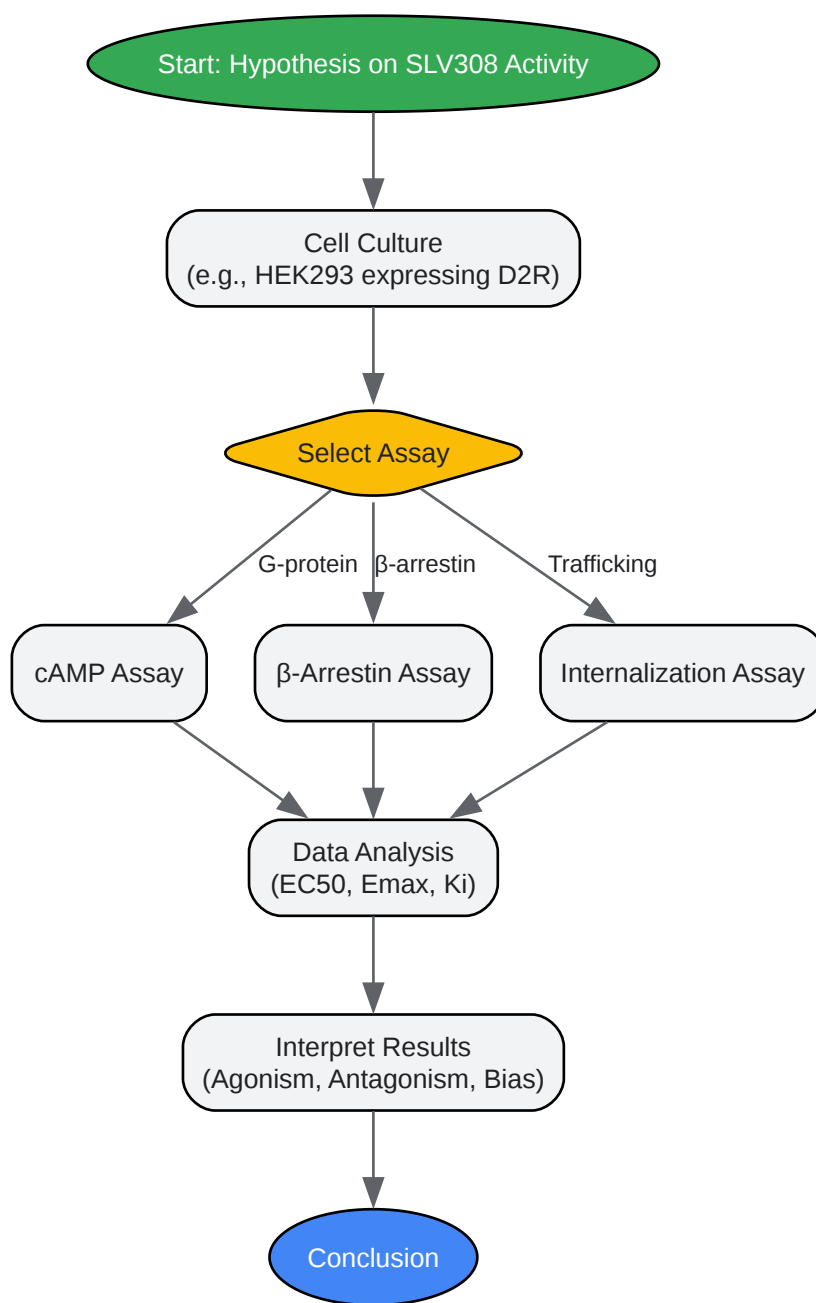 Start: Hypothesis on SLV308 Activity
Cell Culture
(e.g., HEK293 expressing D2R)
Select Assay
G-protein
β-arrestin
Trafficking
cAMP Assay
β-Arrestin Assay
Internalization Assay
Data Analysis
(EC50, Emax, Ki)
Interpret Results
(Agonism, Antagonism, Bias)
Conclusion